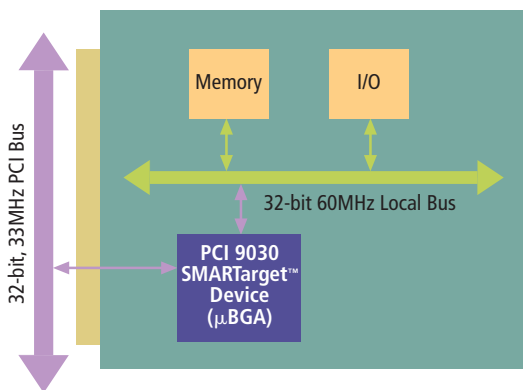 Memory
I/O
32-bit, 33MHz PCI Bus
32-bit 60MHz Local Bus
PCI 9030
SMARTarget™
Device
(µBGA)